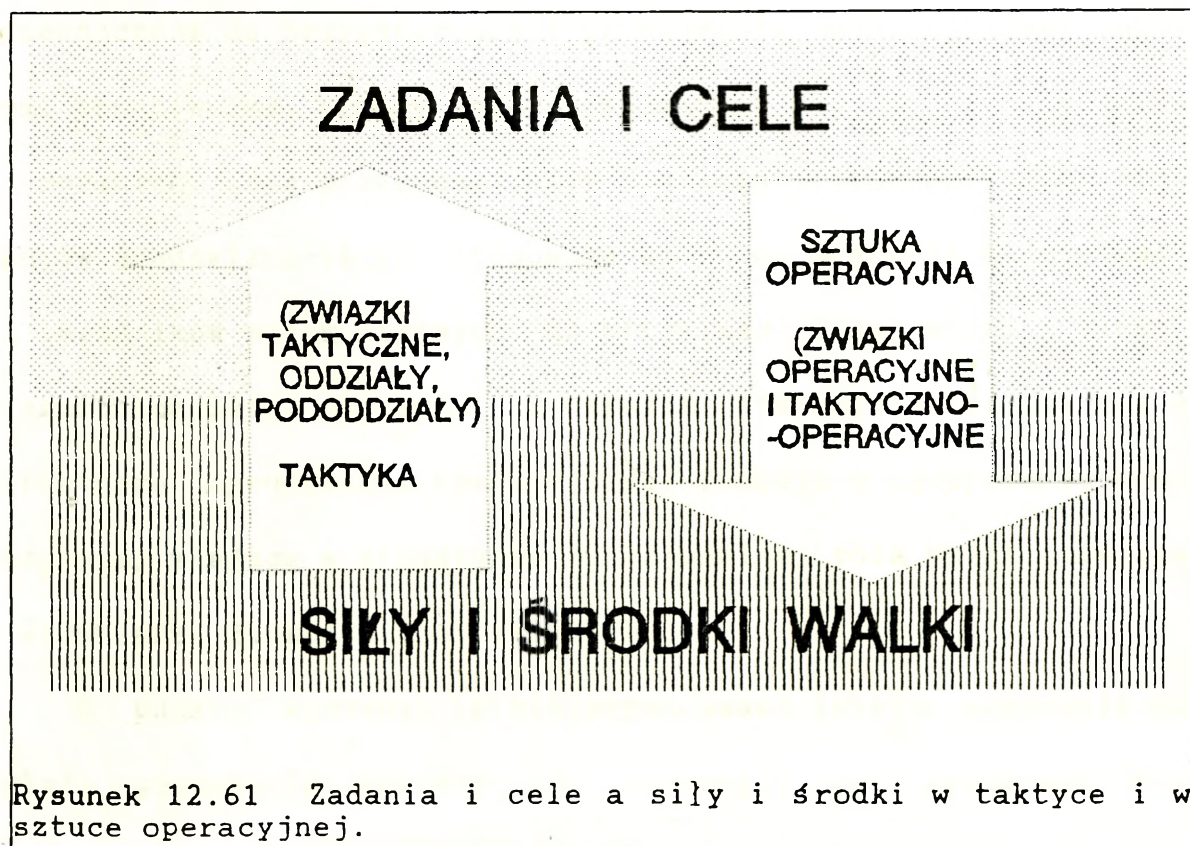 ZADANIA I CELE
(ZWIĄZKI
TAKTYCZNE,
ODDZIAŁY,
PODODDZIAŁY)
TAKTYKA
SZTUKA
OPERACYJNA
(ZWIĄZKI
OPERACYJNE
I TAKTYCZNO-
-OPERACYJNE
SIŁY I ŚRODKI WALKI
Rysunek 12.61 Zadania i cele a siły i środki w taktyce i w
sztuce operacyjnej.